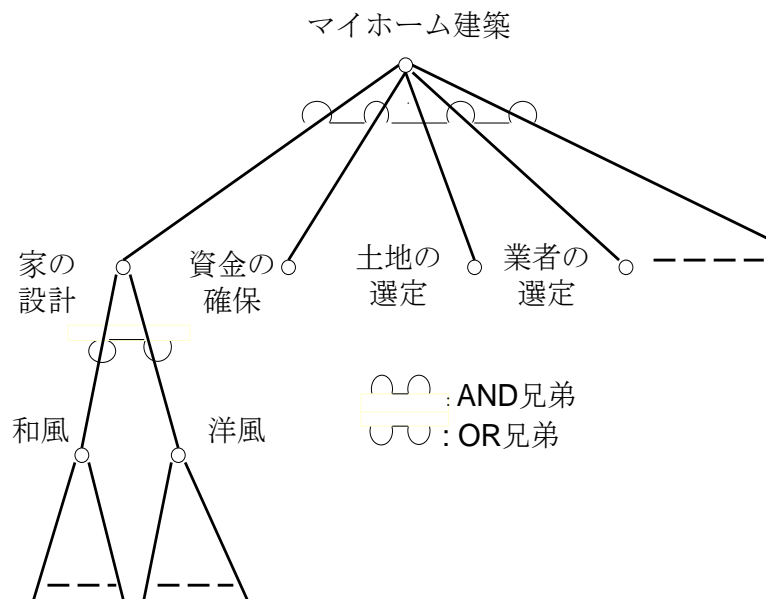 マイホーム建築
家の
設計
資金の
確保
土地の
選定
業者の
選定
和風
洋風
: AND兄弟
: OR兄弟